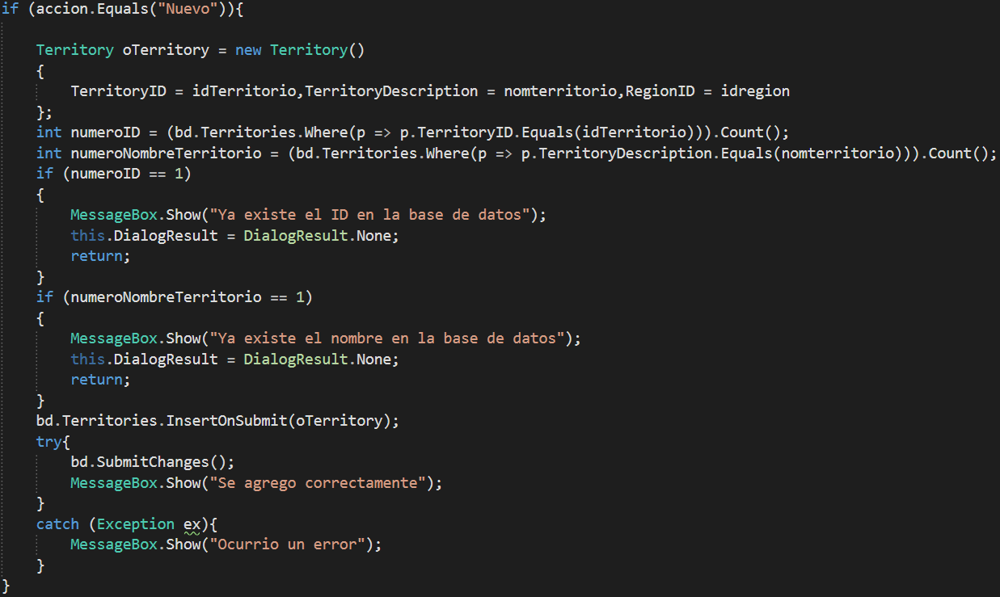 if (accion.Equals("Nuevo")){
Territory oTerritory = new Territory()
{
TerritoryID = idTerritorio,TerritoryDescription = nomterritorio,RegionID = idregion
};
int numeroID = (bd.Territories.Where(p => p.TerritoryID.Equals(idTerritorio))).Count();
int numeroNombreTerritorio = (bd.Territories.Where(p => p.TerritoryDescription.Equals(nomterritorio))).Count();
if (numeroID == 1)
{
MessageBox.Show("Ya existe el ID en la base de datos");
this.DialogResult = DialogResult.None;
return;
}
if (numeroNombreTerritorio == 1)
{
MessageBox.Show("Ya existe el nombre en la base de datos");
this.DialogResult = DialogResult.None;
return;
}
bd.Territories.InsertOnSubmit(oTerritory);
try{
bd.SubmitChanges();
MessageBox.Show("Se agrego correctamente");
}
catch (Exception ex){
MessageBox.Show("Ocurrio un error");
}
}